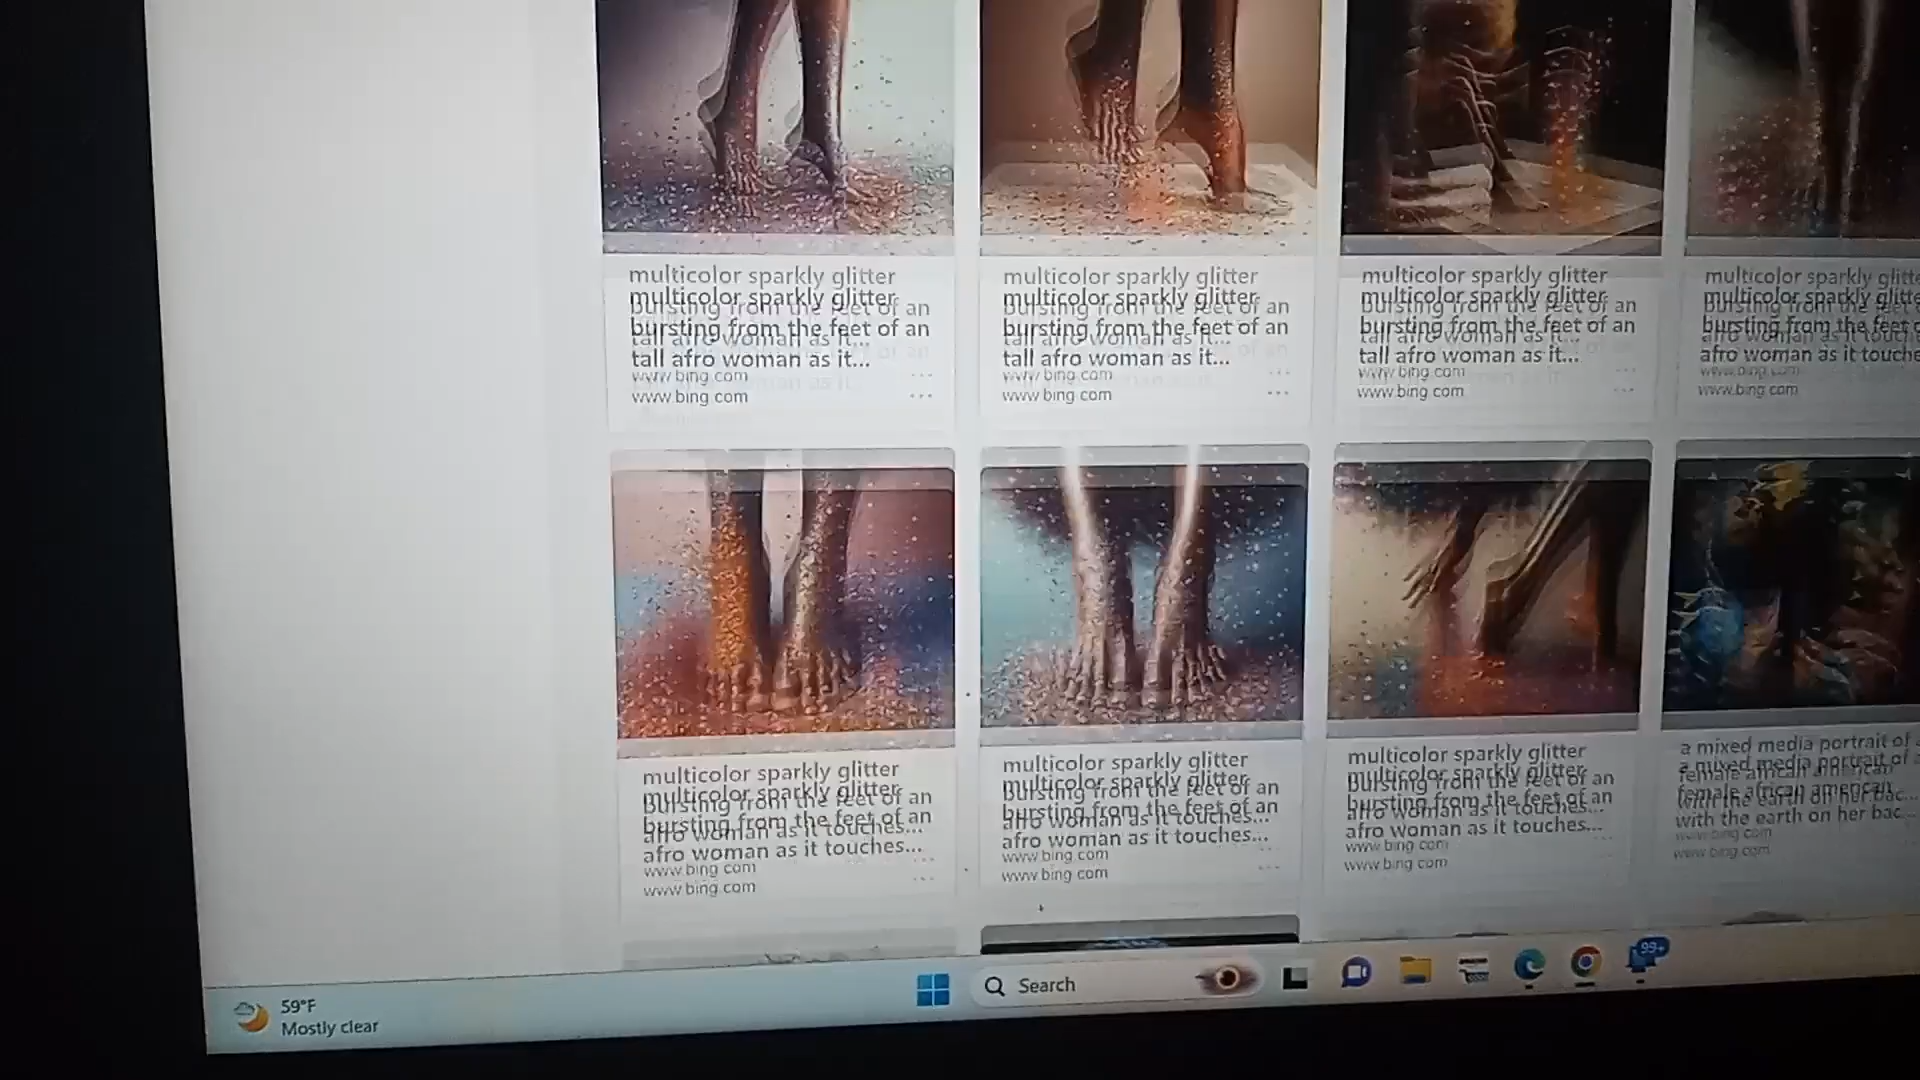 multicolor sparkly glitter
bursting from the feet of an
tall afro woman as it...
www.bing.com
multicolor sparkly glitter
bursting from the feet of an
tall afro woman as it...
www.bing.com
multicolor sparkly glitter
bursting from the feet of an
tall afro woman as it...
www.bing.com
multicolor sparkly glitte
bursting from the feet o
afro woman as it touche
www.bing.com
multicolor sparkly glitter
bursting from the feet of an
afro woman as it touches...
www.bing.com
multicolor sparkly glitter
bursting from the feet of an
afro woman as it touches...
www.bing.com
multicolor sparkly glitter
bursting from the feet of an
afro woman as it touches...
www.bing.com
a mixed media portrait of
female african american
with the earth on her bac...
www.bing.com
59°F
Mostly clear
Search
99+